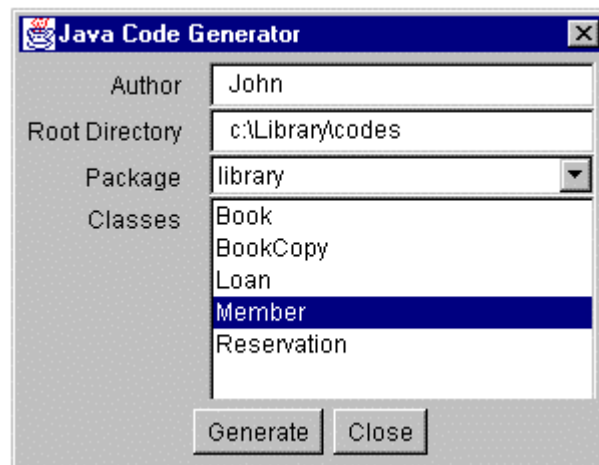 Java Code Generator
Author John
Root Directory c:\Library\codes
Package library
Classes Book
BookCopy
Loan
Member
Reservation
Generate Close